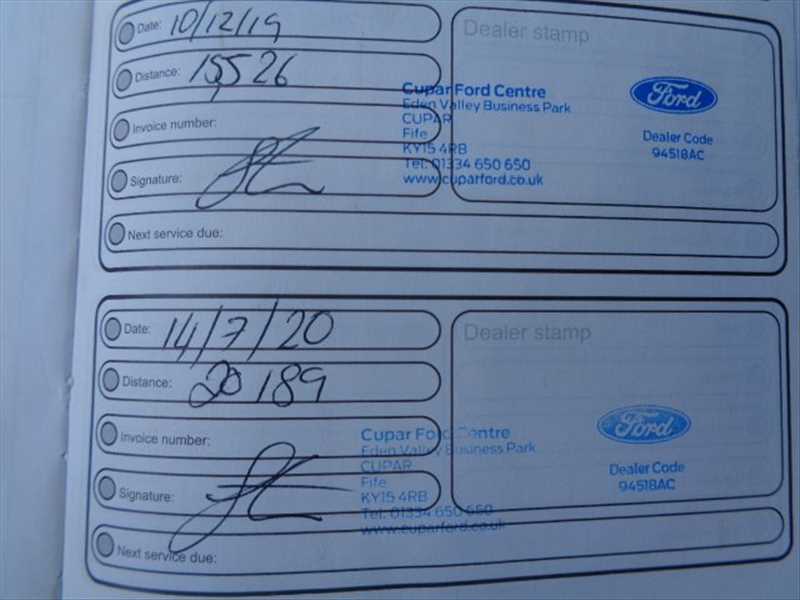 Date: 10/12/19
Dealer stamp
Distance: 15526
Cupar Ford Centre
Eden Valley Business Park
CUPAR
Fife
KY15 4RB
Tel: 01334 650 650
www.cuparford.co.uk
Ford
Dealer Code
94518AC
Invoice number:
Signature:
Next service due:
Date: 14/7/20
Dealer stamp
Distance: 20189
Invoice number:
Cupar Ford Centre
Eden Valley Business Park
CUPAR
Fife
KY15 4RB
Tel: 01334 650 650
www.cuparford.co.uk
Ford
Dealer Code
94518AC
Signature:
Next service due: